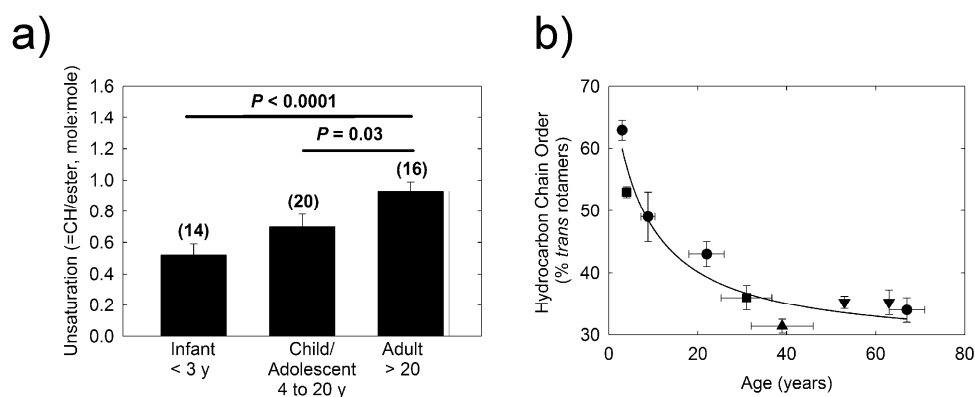 a)
Unsaturation (=CH/ester, mole:mole)
1.6
1.4
1.2
1.0
0.8
0.6
0.4
0.2
0.0
P < 0.0001
P = 0.03
(14)
(20)
(16)
Infant
< 3 y
Child/
Adolescent
4 to 20 y
Adult
> 20
b)
Hydrocarbon Chain Order
(% trans rotamers)
70
60
50
40
30
0
20
40
60
80
Age (years)